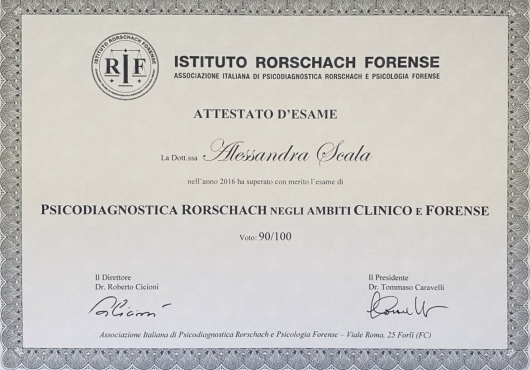 ISTITUTO RORSCHACH FORENSE
RIF
ISTITUTO RORSCHACH FORENSE
ASSOCIAZIONE ITALIANA DI PSICODIAGNOSTICA RORSCHACH E PSICOLOGIA FORENSE
ATTESTATO D'ESAME
La Dott.ssa Alessandra Scala
nell'anno 2016 ha superato con merito l'esame di
PSICODIAGNOSTICA RORSCHACH NEGLI AMBITI CLINICO E FORENSE
Voto: 90/100
Il Direttore
Dr. Roberto Cicioni
Il Presidente
Dr. Tommaso Caravelli
Associazione Italiana di Psicodiagnostica Rorschach e Psicologia Forense – Viale Roma, 25 Forlì (FC)